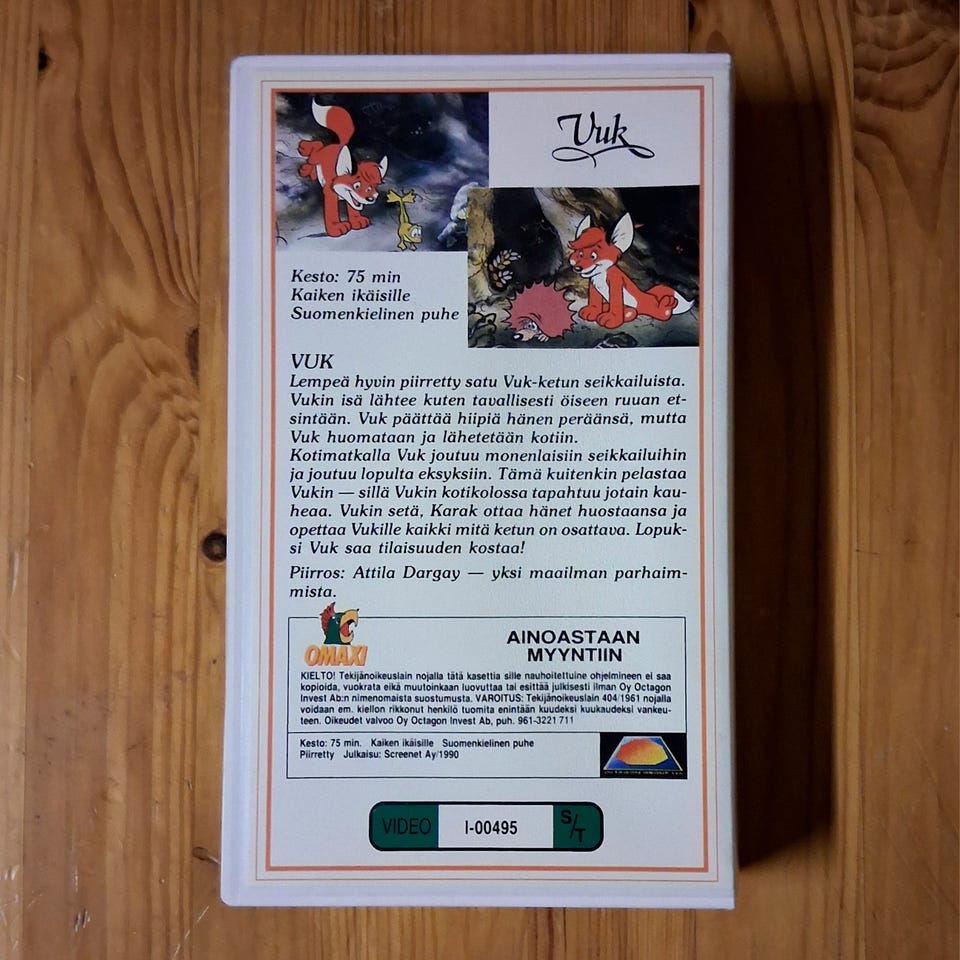 Vuk
Kesto: 75 min
Kaiken ikäisille
Suomenkielinen puhe
VUK
Lempeä hyvin piirretty satu Vuk-ketun seikkailuista.
Vukin isä lähtee kuten tavallisesti öiseen ruuan et-
sintään. Vuk päättää hiipiä hänen peräänsä, mutta
Vuk huomataan ja lähetetään kotiin.
Kotimatkalla Vuk joutuu monenlaisiin seikkailuihin
ja joutuu lopulta eksyksiin. Tämä kuitenkin pelastaa
Vukin — sillä Vukin kotikolossa tapahtuu jotain kau-
heaa. Vukin setä, Karak ottaa hänet huostaansa ja
opettaa Vukille kaikki mitä ketun on osattava. Lopuk-
si Vuk saa tilaisuuden kostaa!
Piirros: Attila Dargay — yksi maailman parhaim-
mista.
OMAXI
AINOASTAAN
MYYNTIIN
KIELTO! Tekijänoikeuslain nojalla tätä kasettia sille nauhoitettuine ohjelmineen ei saa
kopioida, vuokrata eikä muutoinkaan luovuttaa tai esittää julkisesti ilman Oy Octagon
Invest Ab:n nimenomaista suostumusta. VAROITUS: Tekijänoikeuslain 404/1961 nojalla
voidaan em. kiellon rikkonut henkilö tuomita enintään kuudeksi kuukaudeksi vankeu-
teen. Oikeudet valvoo Oy Octagon Invest Ab, puh. 961-3221 711
Kesto: 75 min. Kaiken ikäisille Suomenkielinen puhe
Piirretty Julkaisu: Screenet Ay/1990
VIDEO I-00495 S/T